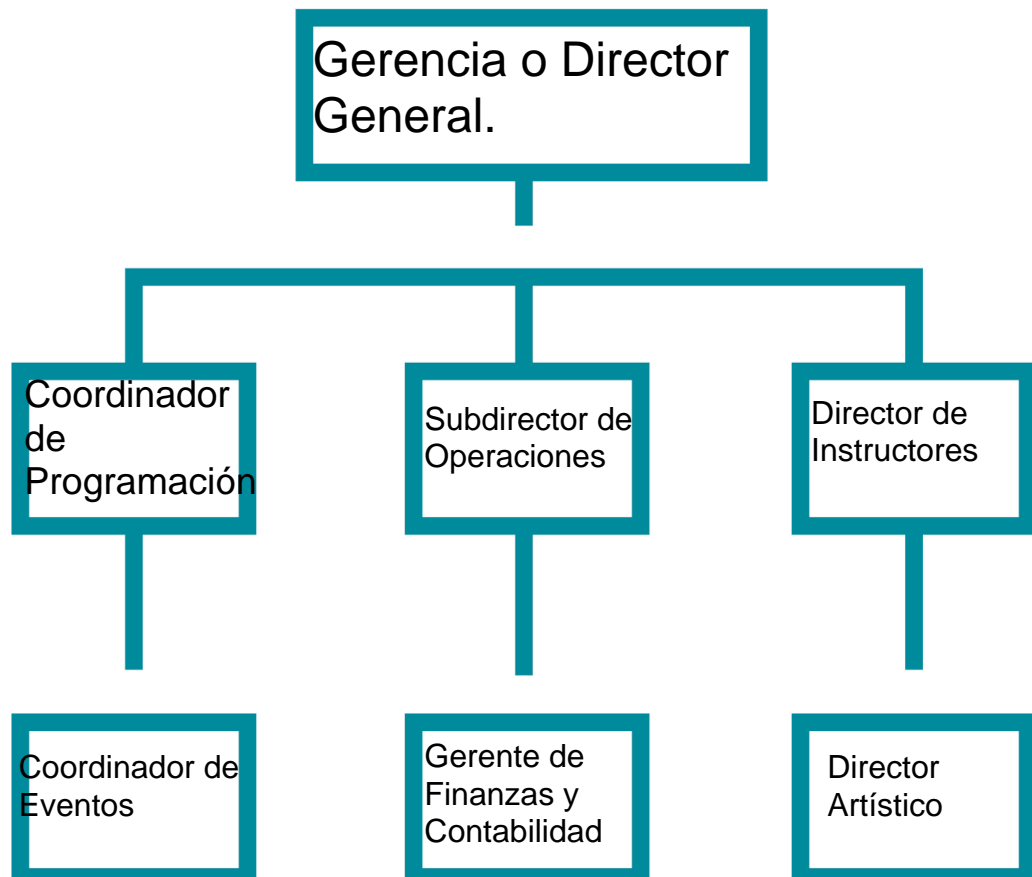 Gerencia o Director
General.
Coordinador
de
Programación
Subdirector de
Operaciones
Director de
Instructores
Coordinador de
Eventos
Gerente de
Finanzas y
Contabilidad
Director
Artístico